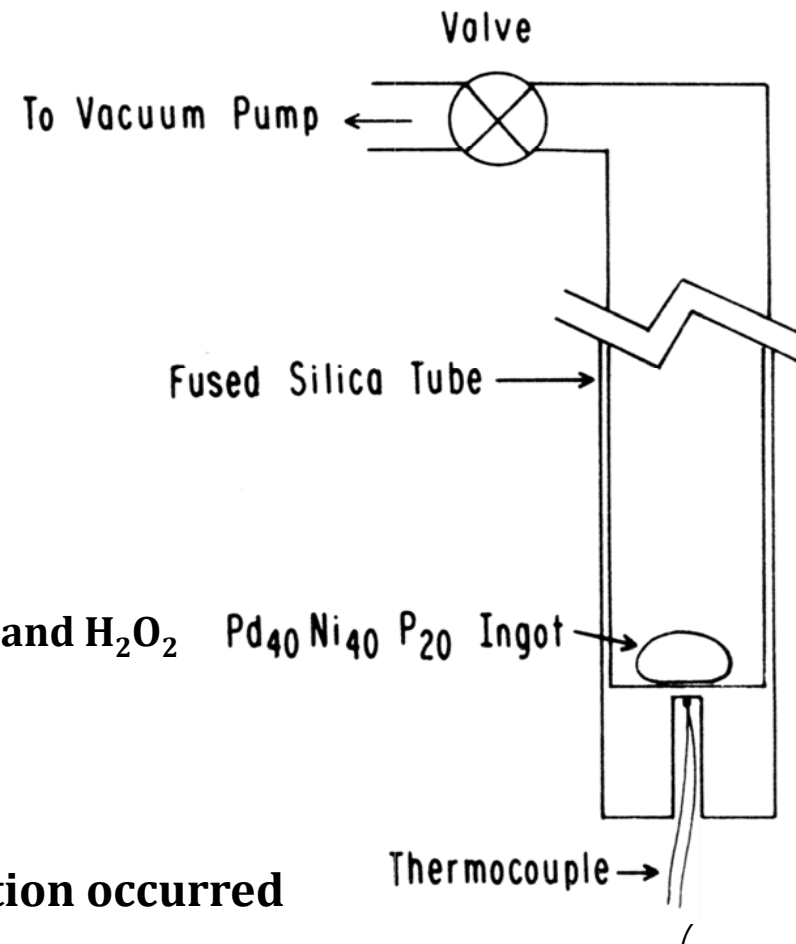 Valve
To Vacuum Pump
Fused Silica Tube
and H₂O₂
Pd₄₀ Ni₄₀ P₂₀ Ingot
Thermocouple
tion occurred